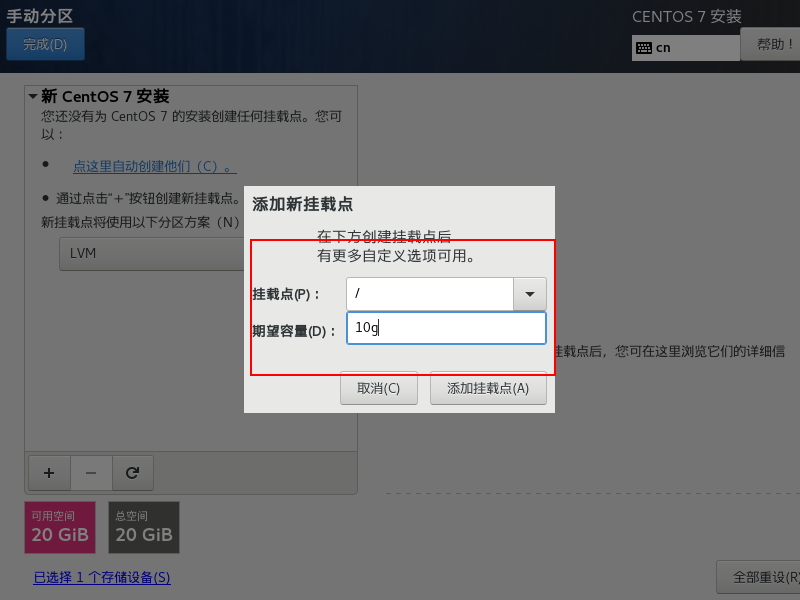 手动分区
CENTOS 7 安装
完成(D)
cn
帮助！
新 CentOS 7 安装
您还没有为 CentOS 7 的安装创建任何挂载点。您可
以：
点这里自动创建他们（C）。
通过点击“+”按钮创建新挂载点。
新挂载点将使用以下分区方案（N）
LVM
添加新挂载点
在下方创建挂载点后
有更多自定义选项可用。
挂载点(P)：
/
期望容量(D)：
10g
取消(C)
添加挂载点(A)
挂载点后，您可在这里浏览它们的详细信
+
−
可用空间
20 GiB
总空间
20 GiB
已选择 1 个存储设备(S)
全部重设(R)